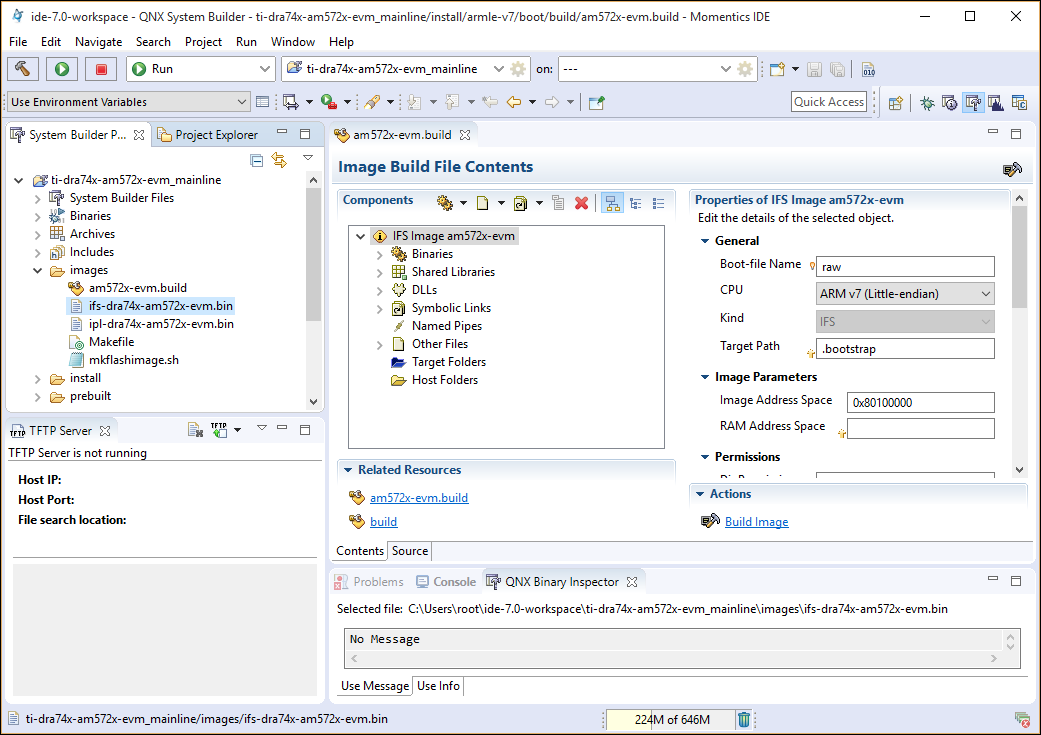 ide-7.0-workspace - QNX System Builder - ti-dra74x-am572x-evm_mainline/install/armle-v7/boot/build/am572x-evm.build - Momentics IDE
File Edit Navigate Search Project Run Window Help
Run ti-dra74x-am572x-evm_mainline on: ---
010
Use Environment Variables Quick Access
System Builder P... Project Explorer
ti-dra74x-am572x-evm_mainline
System Builder Files
Binaries
Archives
Includes
images
am572x-evm.build
ifs-dra74x-am572x-evm.bin
ipl-dra74x-am572x-evm.bin
Makefile
mkflashimage.sh
install
prebuilt
TFTP Server
TFTP
TFTP Server is not running
Host IP:
Host Port:
File search location:
am572x-evm.build
Image Build File Contents
Components
IFS Image am572x-evm
Binaries
Shared Libraries
DLLs
Symbolic Links
Named Pipes
Other Files
Target Folders
Host Folders
Related Resources
am572x-evm.build
build
Contents Source
Properties of IFS Image am572x-evm
Edit the details of the selected object.
General
Boot-file Name raw
CPU ARM v7 (Little-endian)
Kind IFS
Target Path .bootstrap
Image Parameters
Image Address Space 0x80100000
RAM Address Space
Permissions
Actions
Build Image
Problems Console QNX Binary Inspector
Selected file: C:\Users\root\ide-7.0-workspace\ti-dra74x-am572x-evm_mainline\images\ifs-dra74x-am572x-evm.bin
No Message
Use Message Use Info
ti-dra74x-am572x-evm_mainline/images/ifs-dra74x-am572x-evm.bin 224M of 646M